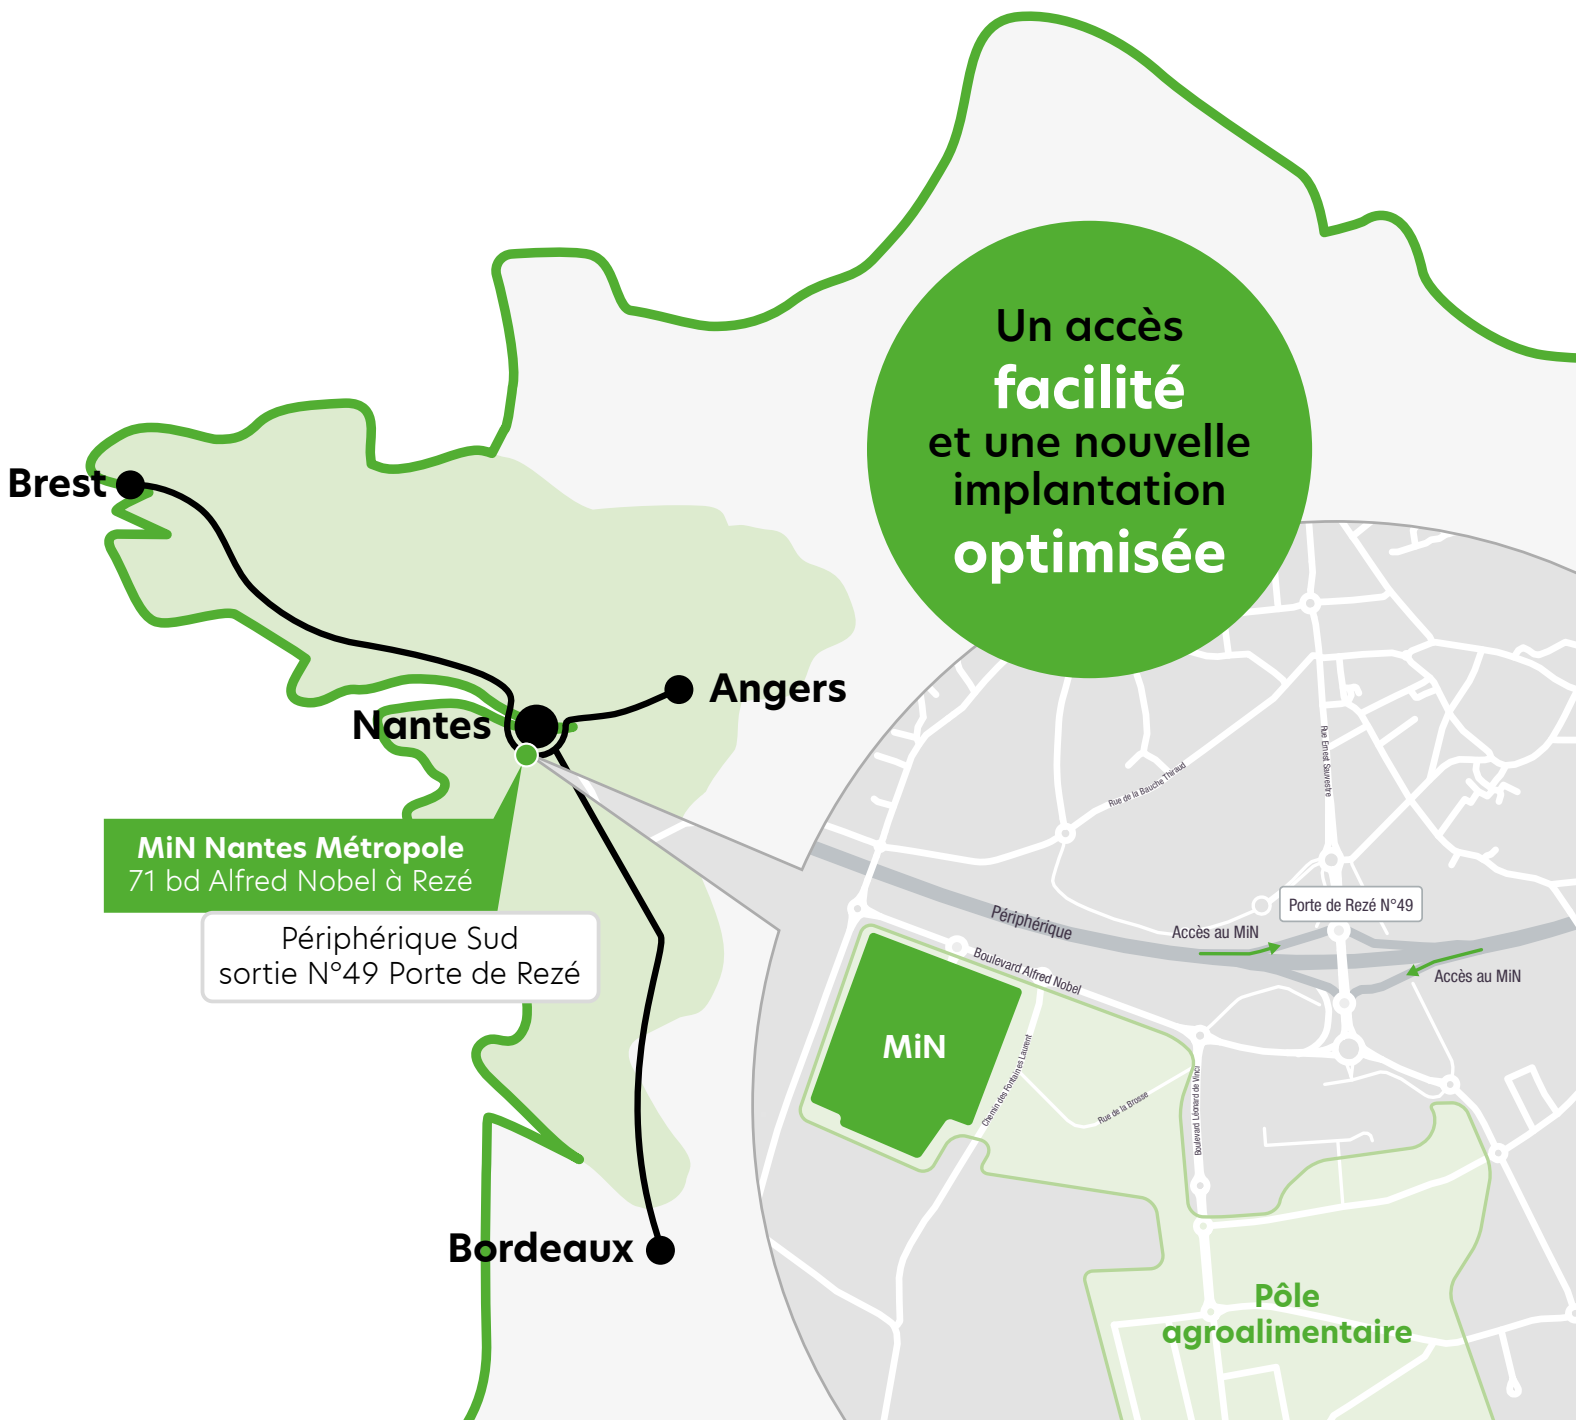 Un accès
facilité
et une nouvelle
implantation
optimisée
Brest
Angers
Nantes
MiN Nantes Métropole
71 bd Alfred Nobel à Rezé
Périphérique Sud
sortie N°49 Porte de Rezé
Bordeaux
Rue Ernest Sauvestre
Rue de la Bauche Thiraud
Porte de Rezé N°49
Périphérique
Accès au MiN
Accès au MiN
Boulevard Alfred Nobel
MiN
Chemin des Fontaines Laurent
Rue de la Brosse
Boulevard Léonard de Vinci
Pôle
agroalimentaire